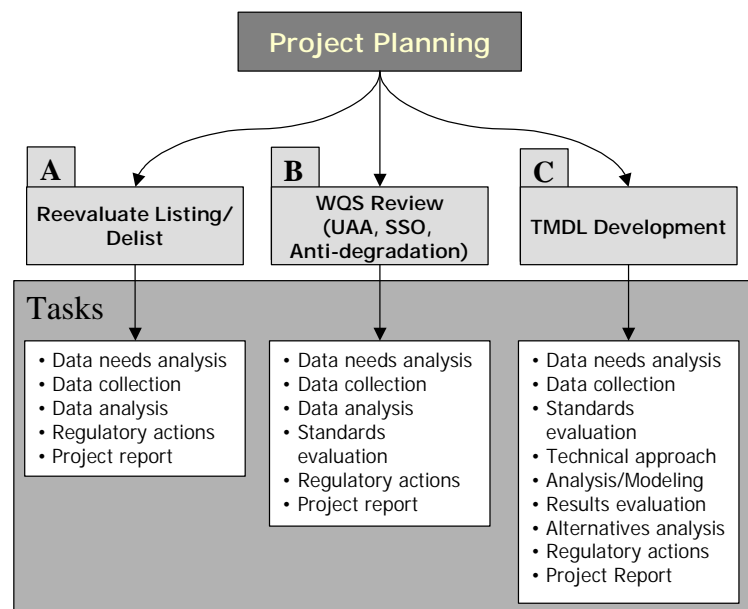 Project Planning
A
Reevaluate Listing/
Delist
B
WQS Review
(UAA, SSO,
Anti-degradation)
C
TMDL Development
Tasks
• Data needs analysis
• Data collection
• Data analysis
• Regulatory actions
• Project report
• Data needs analysis
• Data collection
• Data analysis
• Standards
evaluation
• Regulatory actions
• Project report
• Data needs analysis
• Data collection
• Standards
evaluation
• Technical approach
• Analysis/Modeling
• Results evaluation
• Alternatives analysis
• Regulatory actions
• Project Report